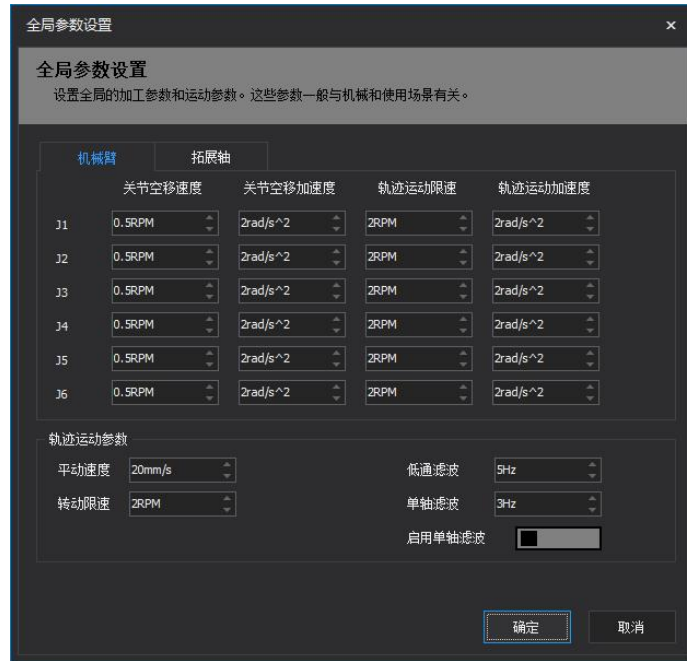 全局参数设置
全局参数设置
设置全局的加工参数和运动参数。这些参数一般与机械和使用场景有关。
机械臂 拓展轴
关节空移速度 关节空移加速度 轨迹运动限速 轨迹运动加速度
J1 0.5RPM 2rad/s^2 2RPM 2rad/s^2
J2 0.5RPM 2rad/s^2 2RPM 2rad/s^2
J3 0.5RPM 2rad/s^2 2RPM 2rad/s^2
J4 0.5RPM 2rad/s^2 2RPM 2rad/s^2
J5 0.5RPM 2rad/s^2 2RPM 2rad/s^2
J6 0.5RPM 2rad/s^2 2RPM 2rad/s^2
轨迹运动参数
平动速度 20mm/s 低通滤波 5Hz
转动限速 2RPM 单轴滤波 3Hz
启用单轴滤波
确定 取消